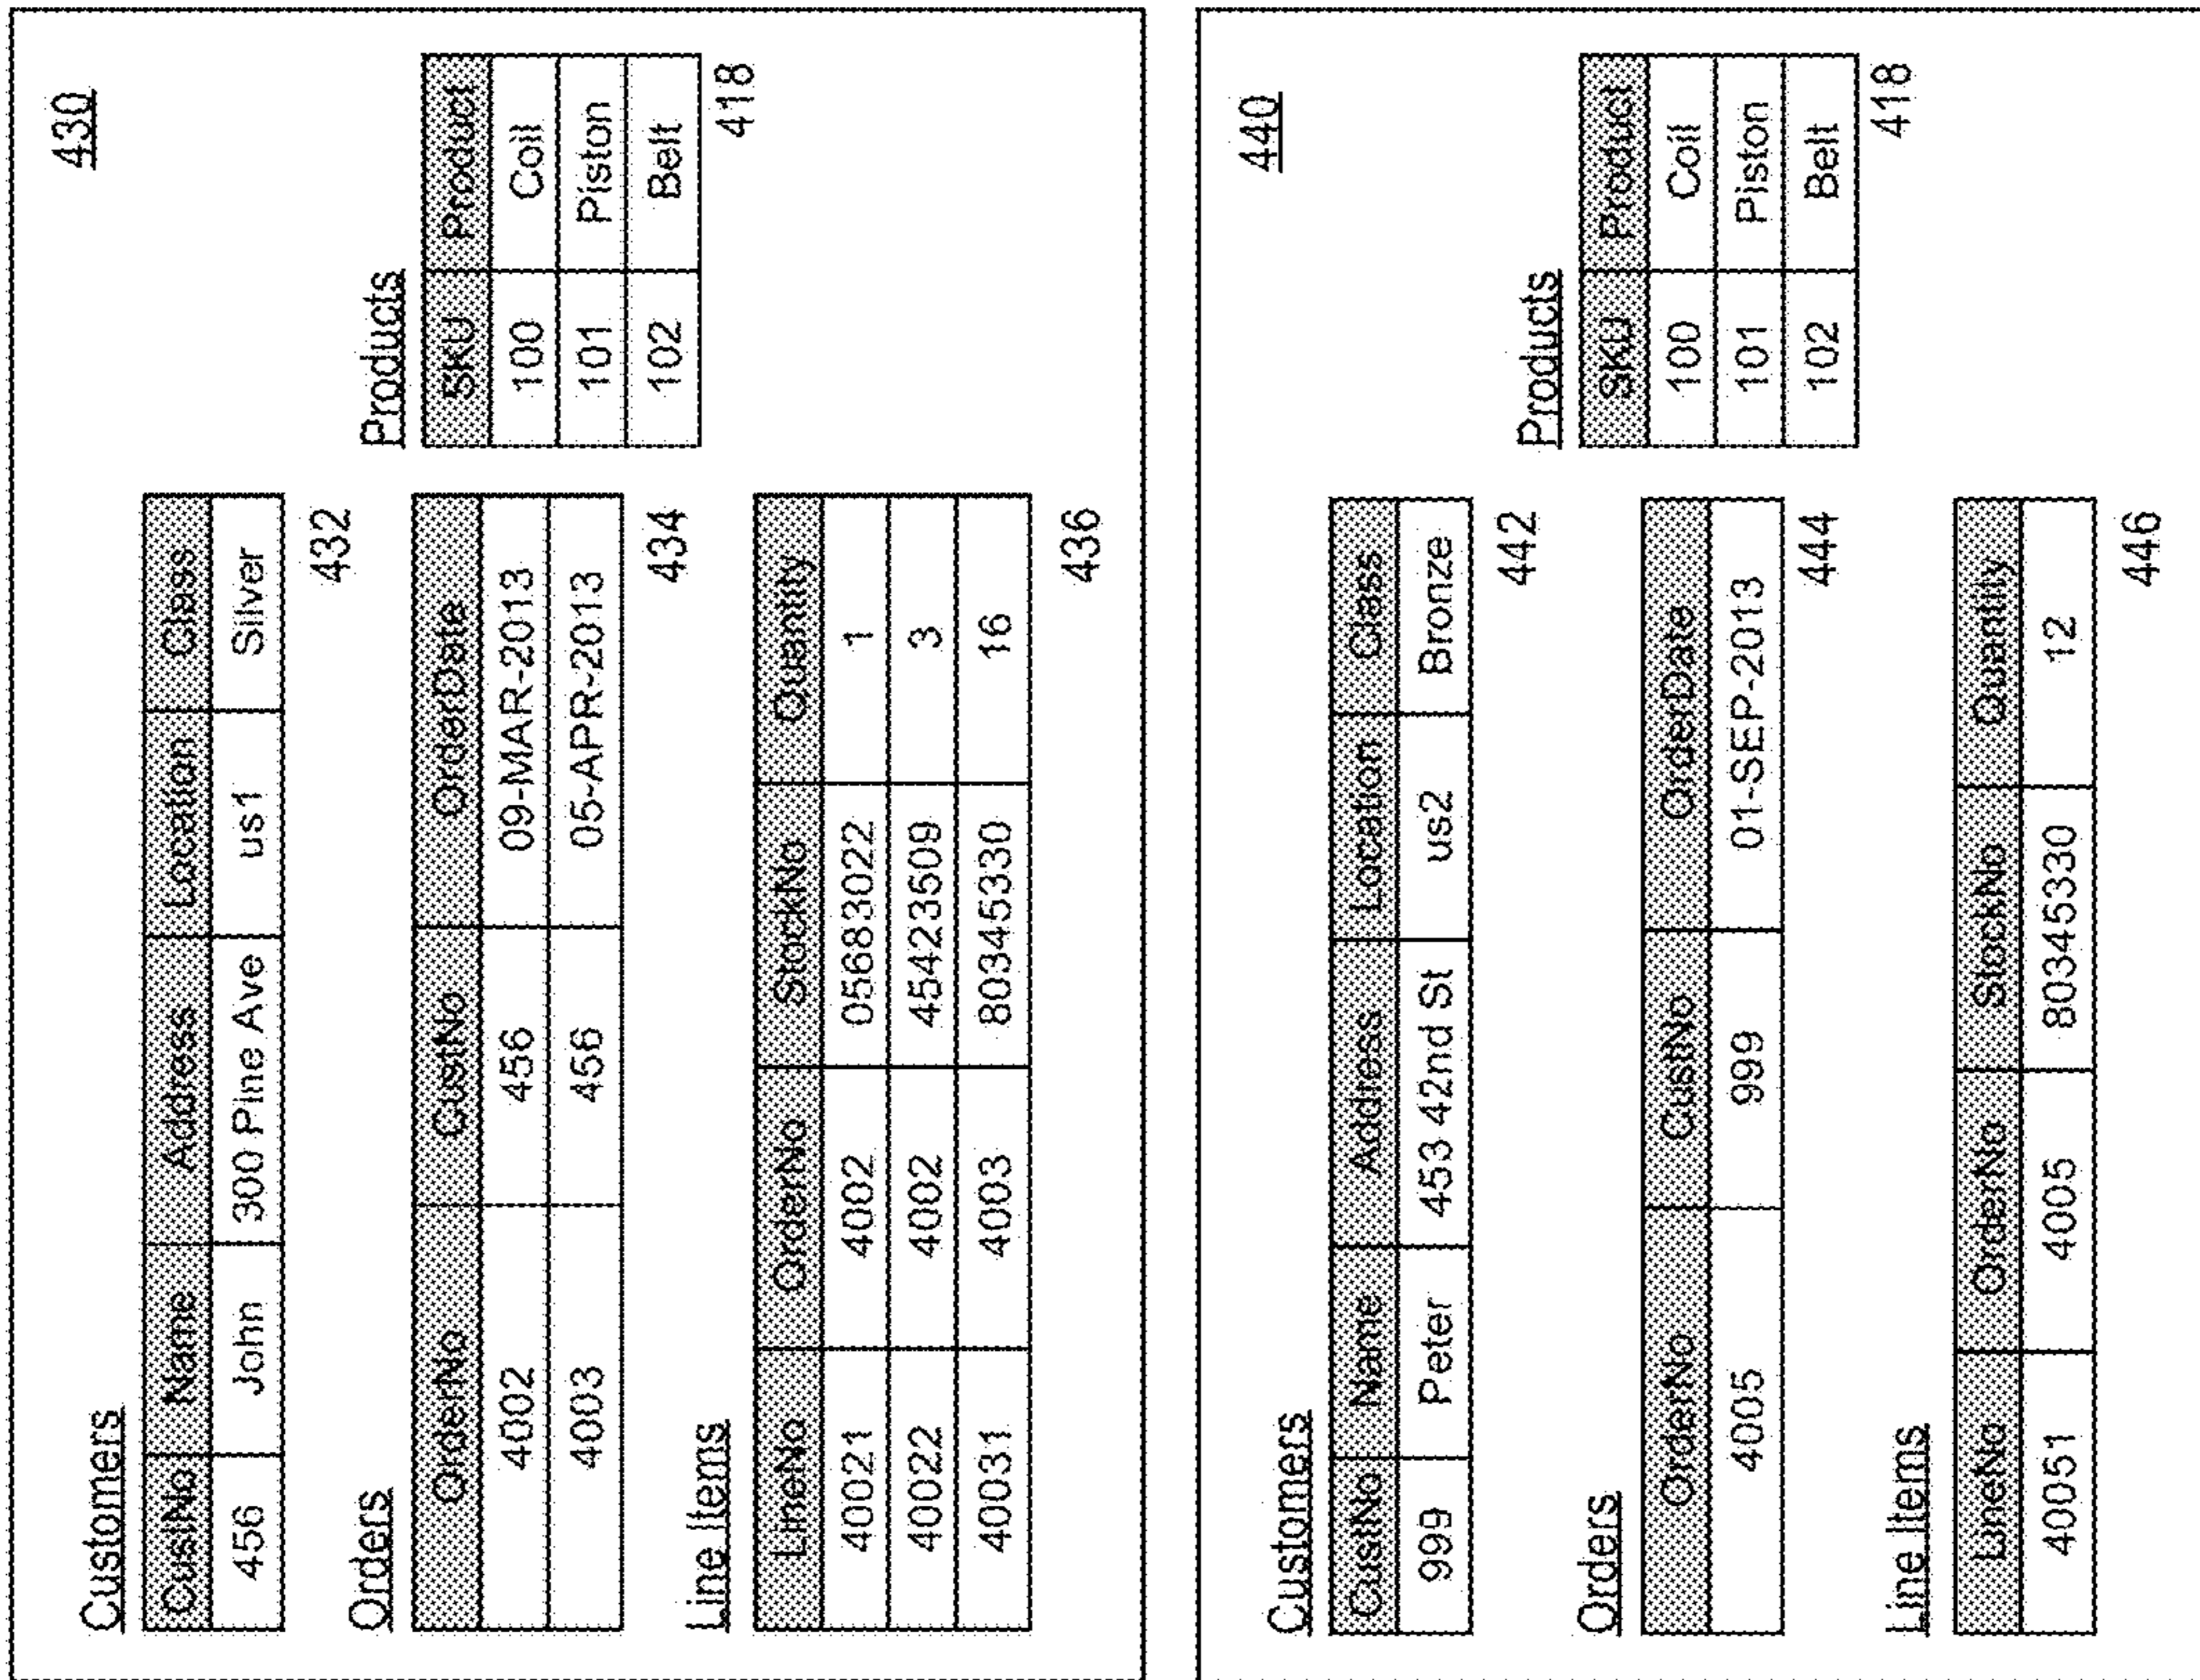 430
Customers
CustNo Name Address Location Class
456 John 300 Pine Ave us1 Silver
432
Orders
OrderNo CustNo OrderDate
4002 456 09-MAR-2013
4003 456 05-APR-2013
434
Line Items
LineNo OrderNo StockNo Quantity
40021 4002 05683022 1
40022 4002 45423509 3
40031 4003 80345330 16
436
Products
SKU Product
100 Coil
101 Piston
102 Belt
418
440
Customers
CustNo Name Address Location Class
999 Peter 453 42nd St us2 Bronze
442
Orders
OrderNo CustNo OrderDate
4005 999 01-SEP-2013
444
Line Items
LineNo OrderNo StockNo Quantity
40051 4005 80345330 12
446
Products
SKU Product
100 Coil
101 Piston
102 Belt
418